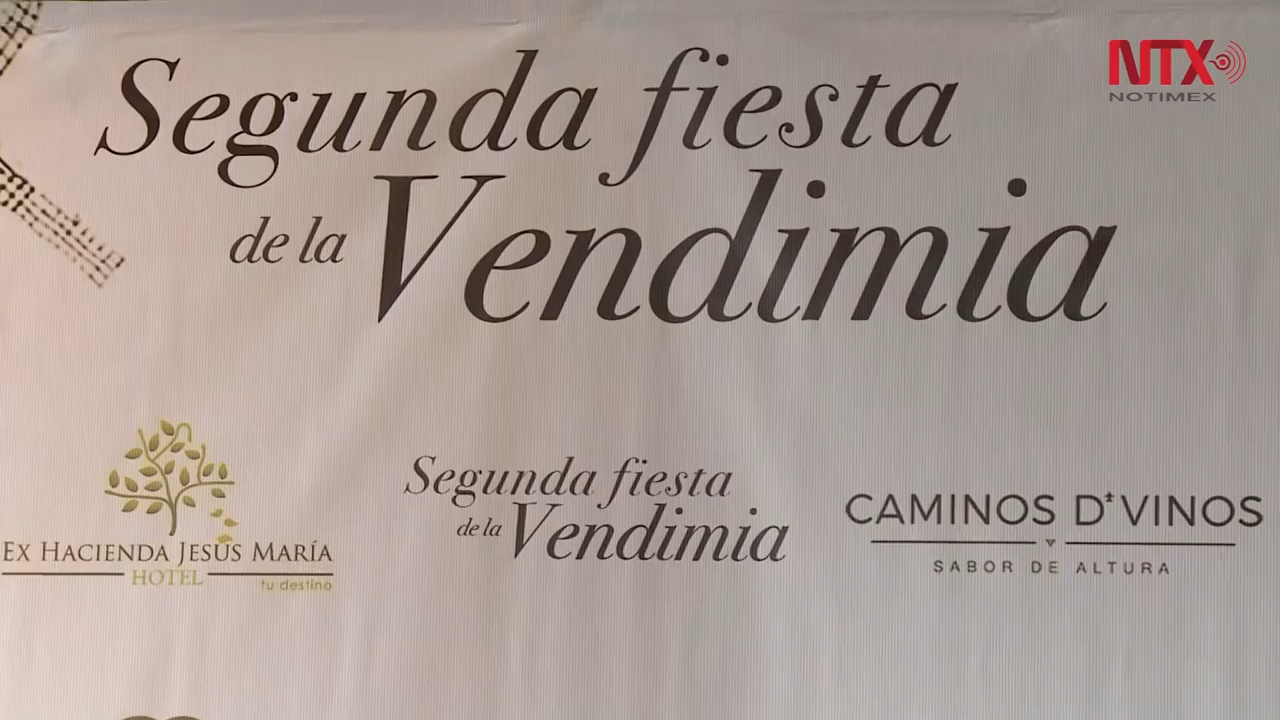 NTX
NOTIMEX
Segunda fiesta
de la Vendimia
EX HACIENDA JESÚS MARÍA
HOTEL
tu destino
Segunda fiesta
de la Vendimia
CAMINOS D'VINOS
SABOR DE ALTURA